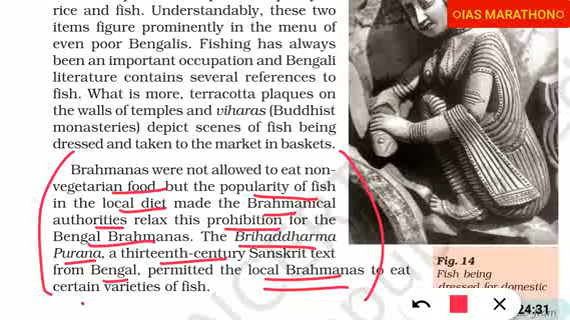 IAS MARATHON
rice and fish. Understandably, these two
items figure prominently in the menu of
even poor Bengalis. Fishing has always
been an important occupation and Bengali
literature contains several references to
fish. What is more, terracotta plaques on
the walls of temples and viharas (Buddhist
monasteries) depict scenes of fish being
dressed and taken to the market in baskets.
Brahmanas were not allowed to eat non-
vegetarian food, but the popularity of fish
in the local diet made the Brahmanical
authorities relax this prohibition for the
Bengal Brahmanas. The Brihaddharma
Purana, a thirteenth-century Sanskrit text
from Bengal, permitted the local Brahmanas to eat
certain varieties of fish.
Fig. 14
Fish being
dressed for domestic
24:31